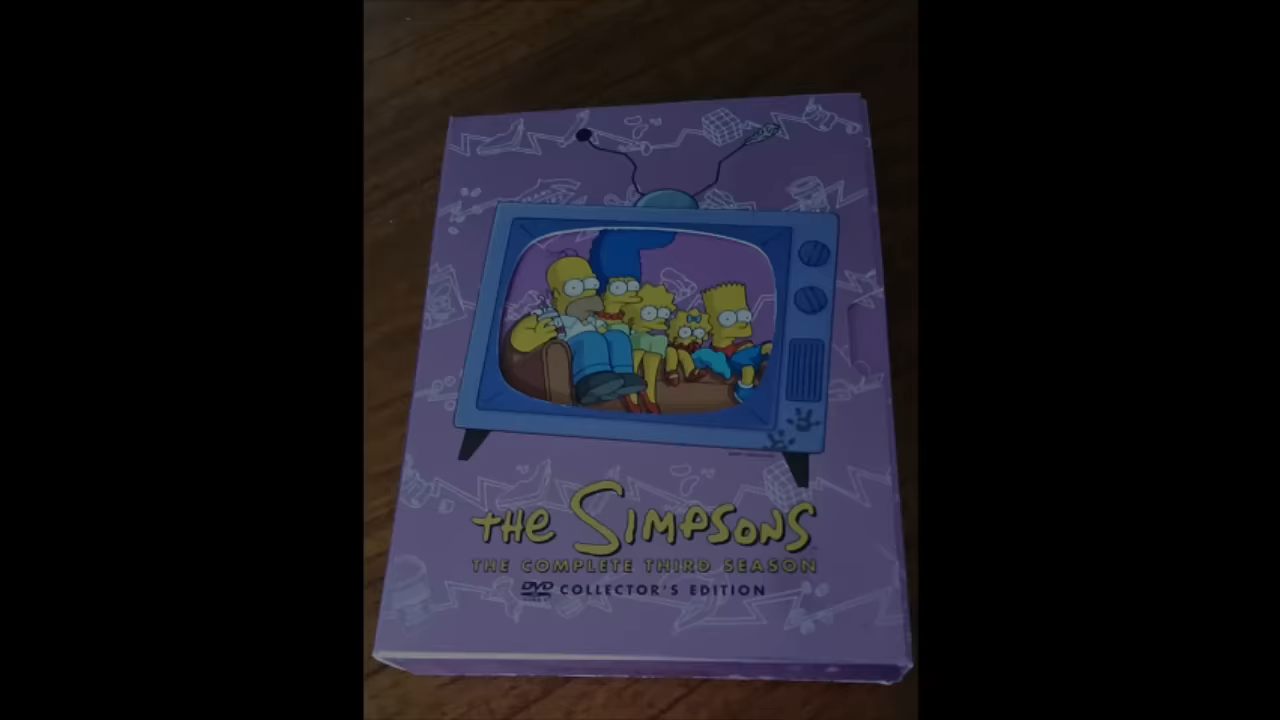 THE SIMPSONS
THE COMPLETE THIRD SEASON
DVD COLLECTOR'S EDITION